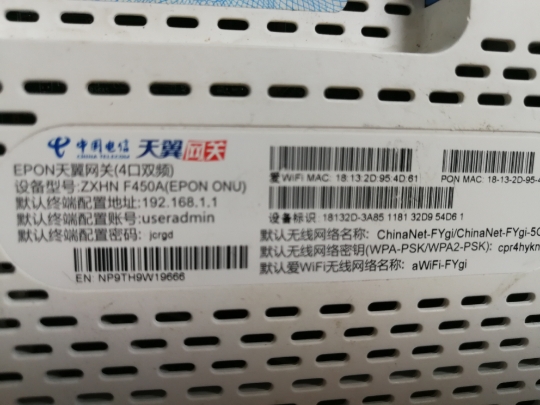 中国电信 天翼网关
CHINA TELECOM
EPON天翼网关(4口双频)
设备型号:ZXHN F450A(EPON ONU)
默认终端配置地址:192.168.1.1
默认终端配置账号:useradmin
默认终端配置密码: jcrgd
EN: NP9TH9W19666
爱WiFi MAC: 18:13:2D:95:4D:61
PON MAC: 18-13-2D-95-4
设备标识: 18132D-3A85 1181 32D9 54D6 1
默认无线网络名称: ChinaNet-FYgi/ChinaNet-FYgi-5G
默认无线网络密钥(WPA-PSK/WPA2-PSK): cpr4hykn
默认爱WiFi无线网络名称: aWiFi-FYgi